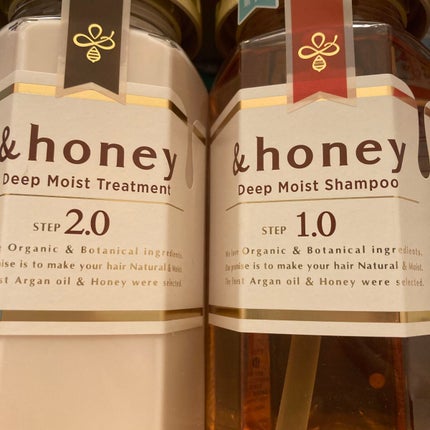 &honey
Deep Moist Treatment
STEP 2.0
Organic & Botanical ingredients.
is to make your hair Natural & Moist.
Argan oil & Honey were selected.
&honey
Deep Moist Shampoo
STEP 1.0
We love Organic & Botanical ingredients.
Our promise is to make your hair Natural & Moist.
The finest Argan oil & Honey were selected.